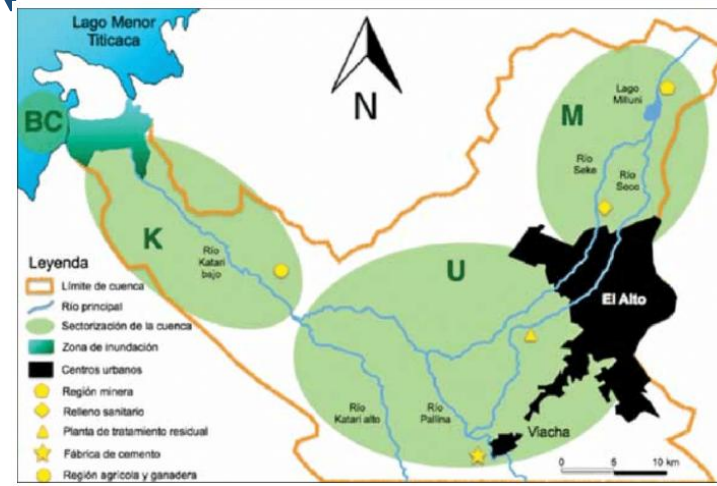 Lago Menor
Titicaca
BC
N
M
Lago
Milluni
Río
Seke
Río
Seco
K
Río
Katari
bajo
U
El Alto
Río
Katari alto
Río
Pallina
Viacha
0 5 10 km
Leyenda
Límite de cuenca
Río principal
Sectorización de la cuenca
Zona de inundación
Centros urbanos
Región minera
Relleno sanitario
Planta de tratamiento residual
Fábrica de cemento
Región agrícola y ganadera